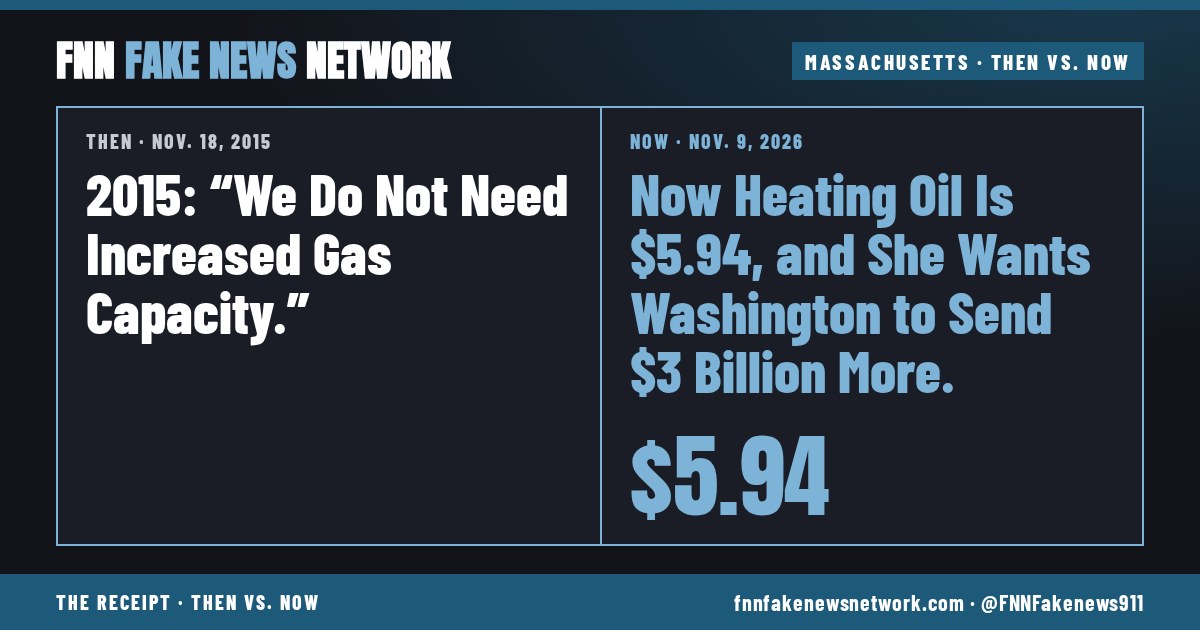 FNN FAKE NEWS NETWORK
MASSACHUSETTS · THEN VS. NOW
THEN · NOV. 18, 2015
2015: “We Do Not Need
Increased Gas
Capacity.”
NOW · NOV. 9, 2026
Now Heating Oil Is
$5.94, and She Wants
Washington to Send
$3 Billion More.
$5.94
THE RECEIPT · THEN VS. NOW
fnnfakenewsnetwork.com · @FNNFakenews911